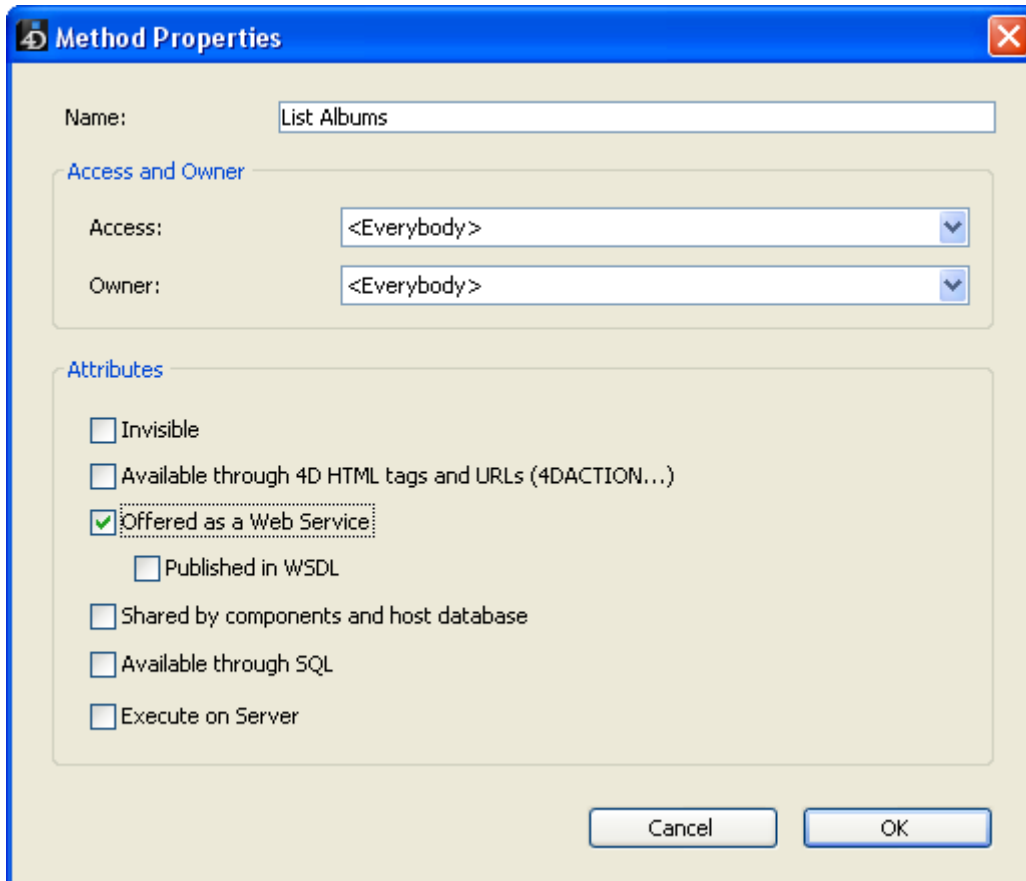 4D Method Properties
Name: List Albums
Access and Owner
Access: <Everybody>
Owner: <Everybody>
Attributes
Invisible
Available through 4D HTML tags and URLs (4DACTION...)
Offered as a Web Service
Published in WSDL
Shared by components and host database
Available through SQL
Execute on Server
Cancel OK